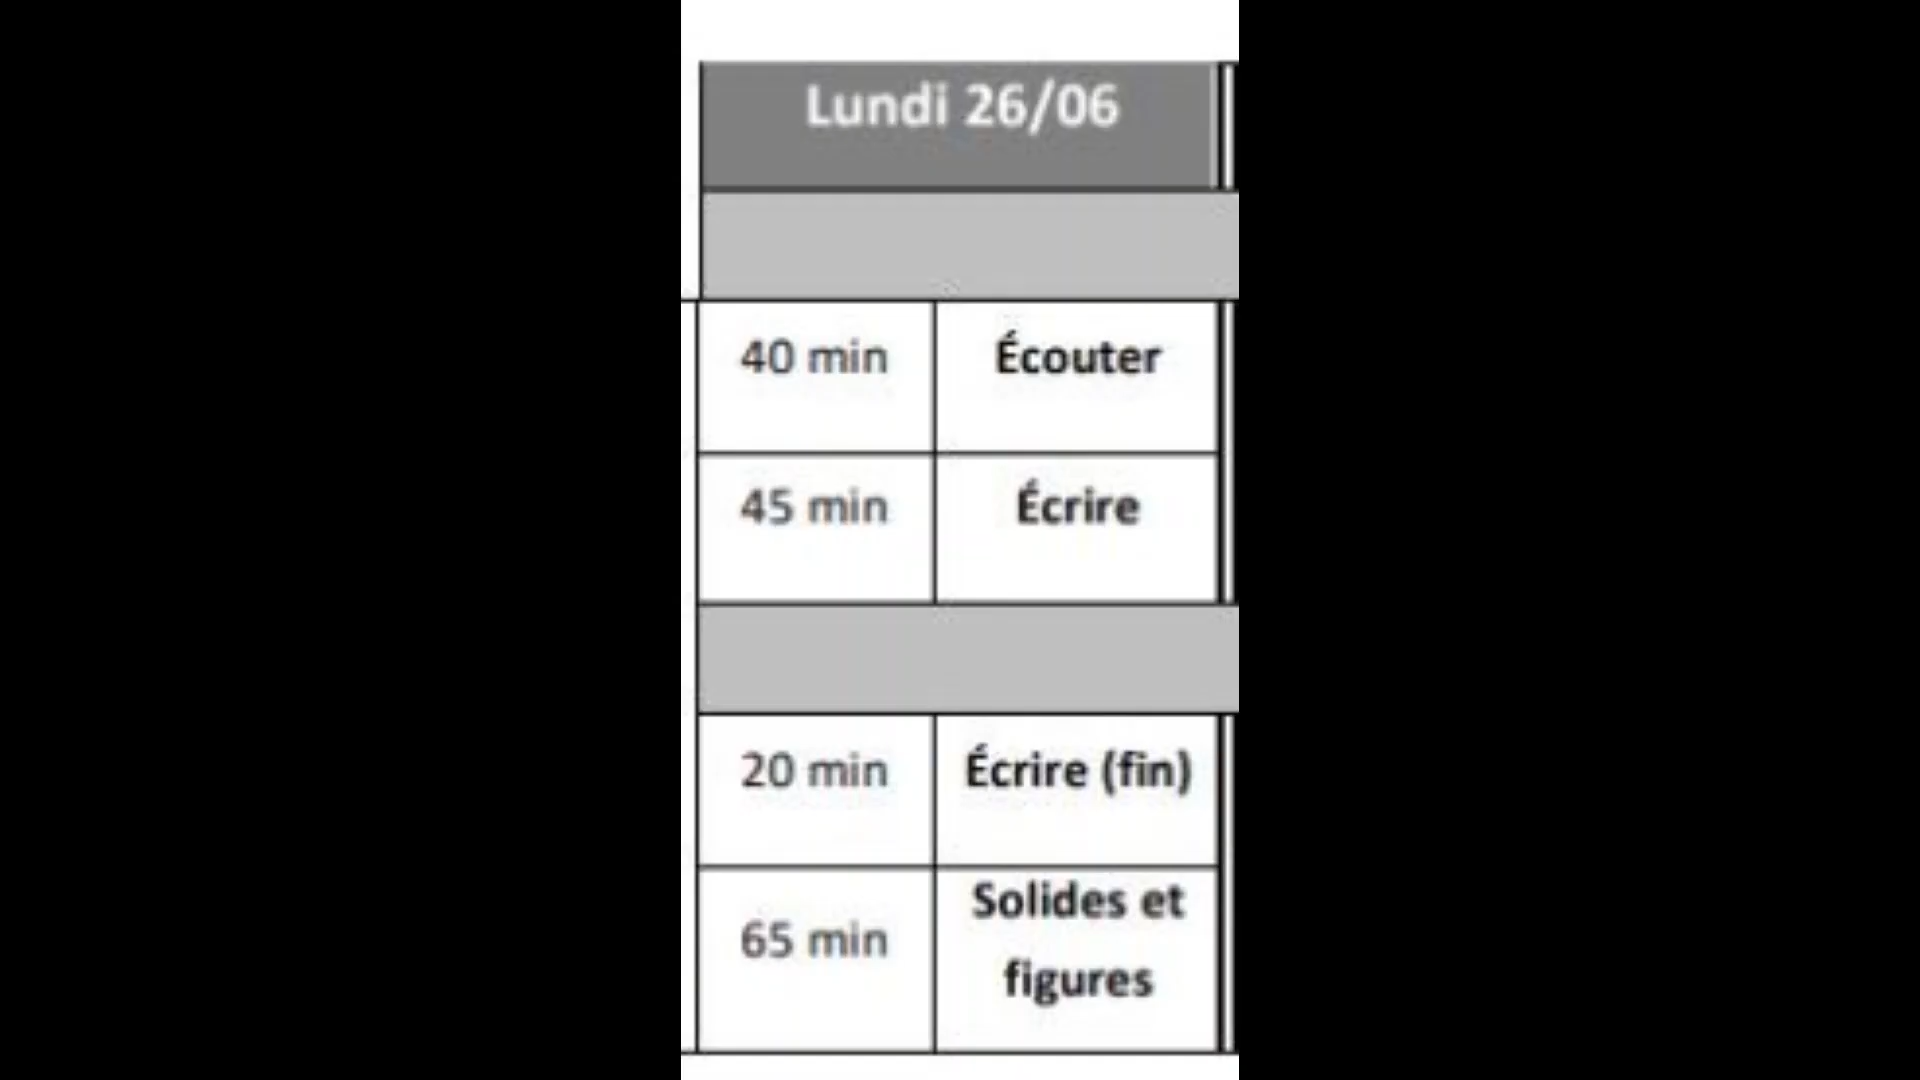 Lundi 26/06
40 min Écouter
45 min Écrire
20 min Écrire (fin)
65 min Solides et
figures